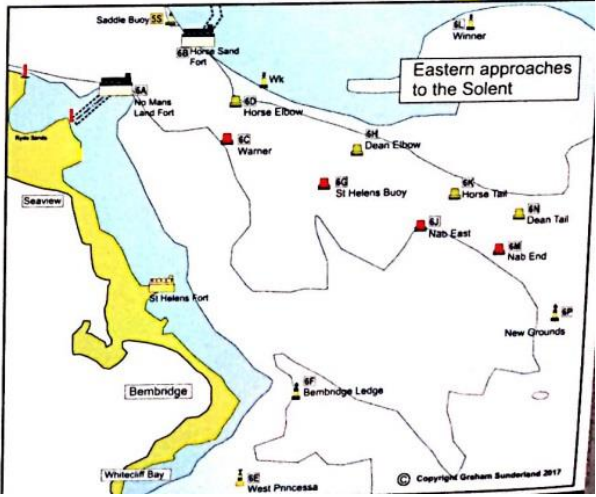 Saddle Buoy 5S
6B Horse Sand
Fort
6L
Winner
Eastern approaches
to the Solent
Wk
6A
No Mans
Land Fort
6D
Horse Elbow
6C
Warner
6H
Dean Elbow
Ryde Sands
6G
St Helens Buoy
6K
Horse Tail
6N
Dean Tail
Seaview
6J
Nab East
6M
Nab End
St Helens Fort
6P
New Grounds
Bembridge
6F
Bembridge Ledge
Whitecliff Bay
6E
West Princessa
© Copyright Graham Sunderland 2017